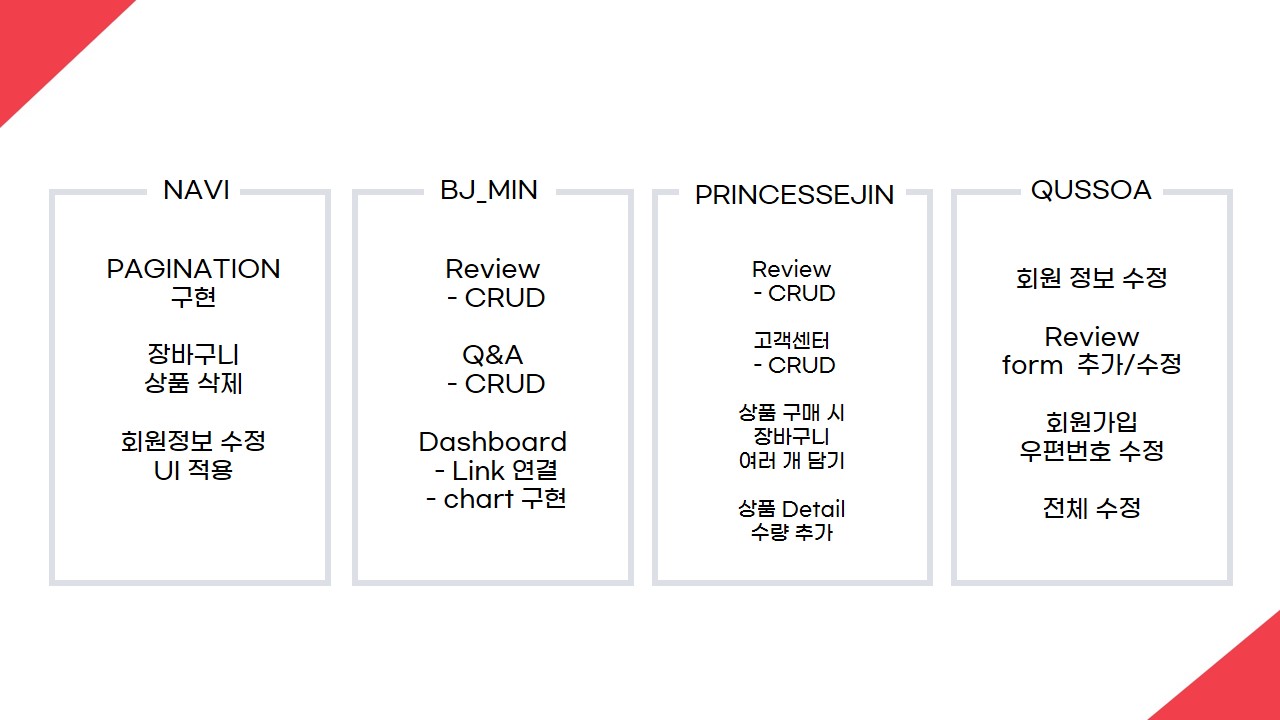 NAVI
PAGINATION
구현
장바구니
상품 삭제
회원정보 수정
UI 적용
BJ_MIN
Review
- CRUD
Q&A
- CRUD
Dashboard
- Link 연결
- chart 구현
PRINCESSEJIN
Review
- CRUD
고객센터
- CRUD
상품 구매 시
장바구니
여러 개 담기
상품 Detail
수량 추가
QUSSOA
회원 정보 수정
Review
form 추가/수정
회원가입
우편번호 수정
전체 수정